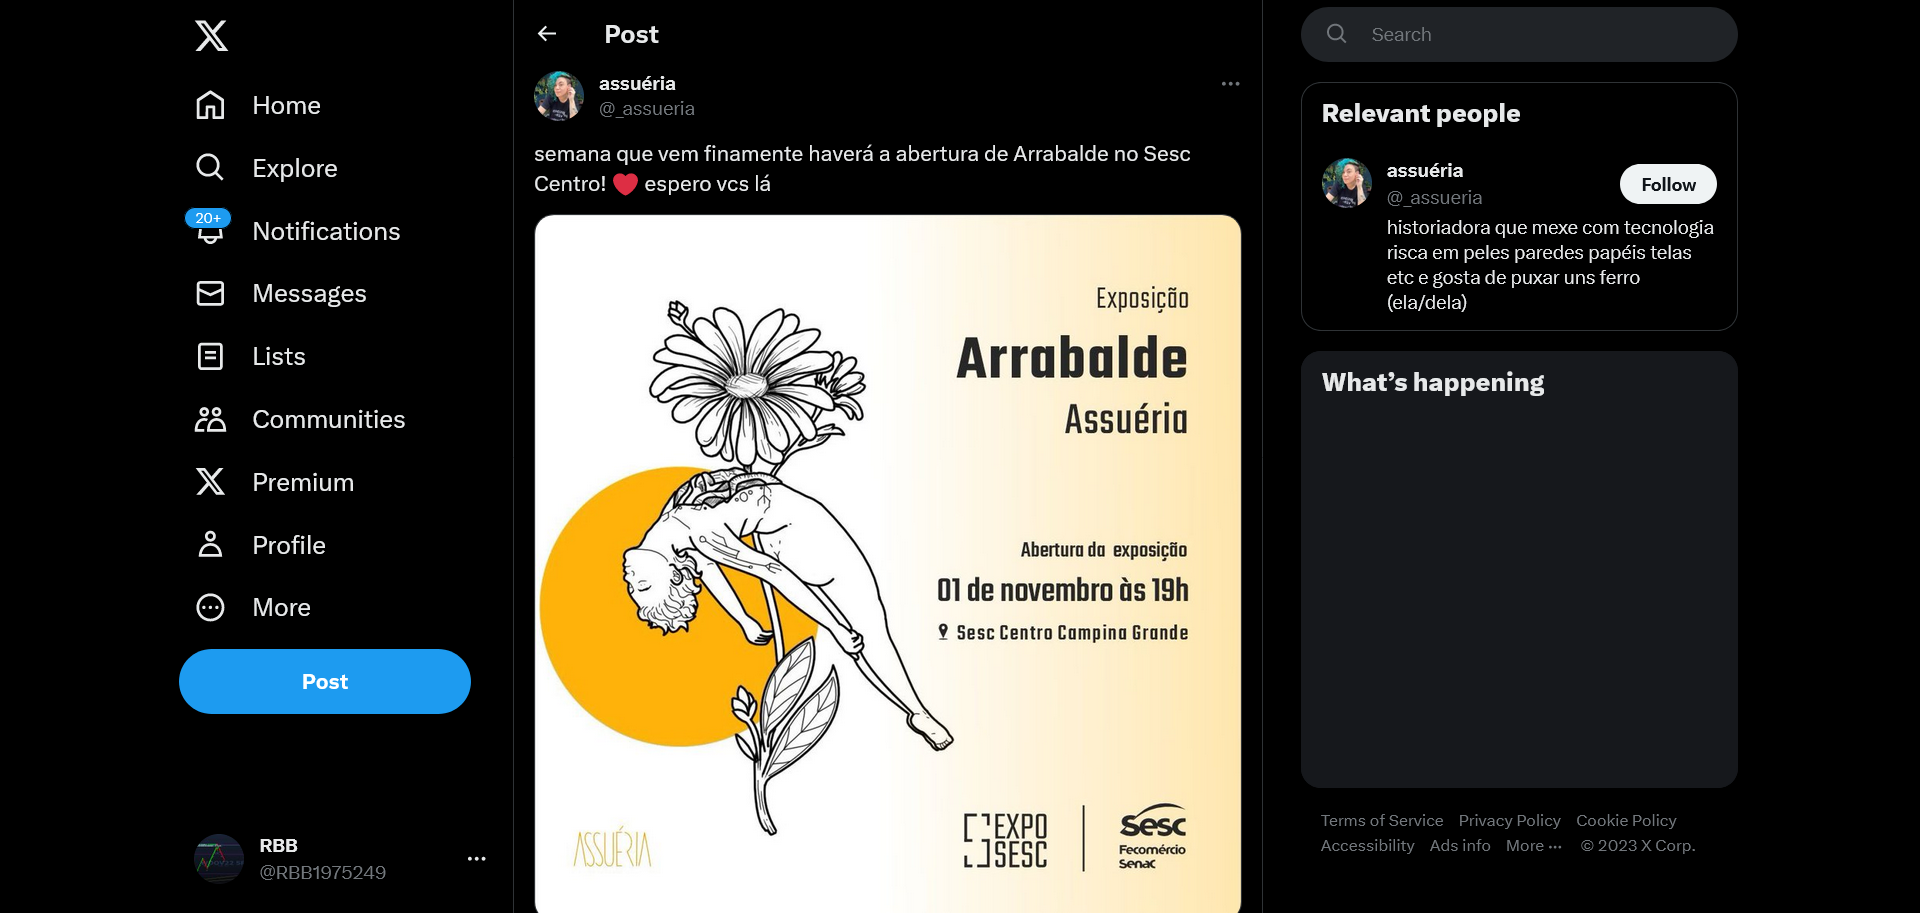 Home
Explore
20+
Notifications
Messages
Lists
Communities
Premium
Profile
More
Post
RBB
@RBB1975249
Post
assuéria
@_assueria
semana que vem finamente haverá a abertura de Arrabalde no Sesc
Centro! ❤️ espero vcs lá
Exposição
Arrabalde
Assuéria
Abertura da exposição
01 de novembro às 19h
Sesc Centro Campina Grande
ASSUÉRIA
EXPO
SESC
Sesc
Fecomércio
Senac
Search
Relevant people
assuéria
@_assueria
Follow
historiadora que mexe com tecnologia
risca em peles paredes papéis telas
etc e gosta de puxar uns ferro
(ela/dela)
What’s happening
Terms of Service Privacy Policy Cookie Policy
Accessibility Ads info More ··· © 2023 X Corp.